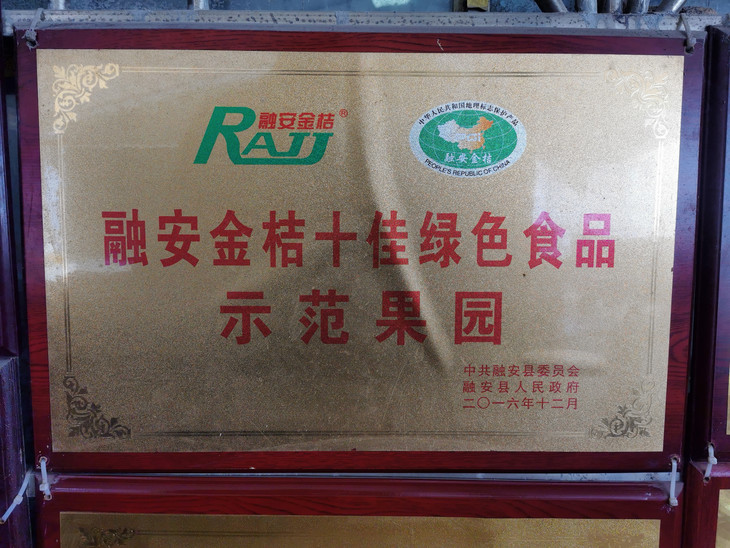 融安金桔®
RAJJ
中华人民共和国地理标志保护产品
融安金桔
PEOPLE'S REPUBLIC OF CHINA
融安金桔十佳绿色食品
示范果园
中共融安县委员会
融安县人民政府
二〇一六年十二月